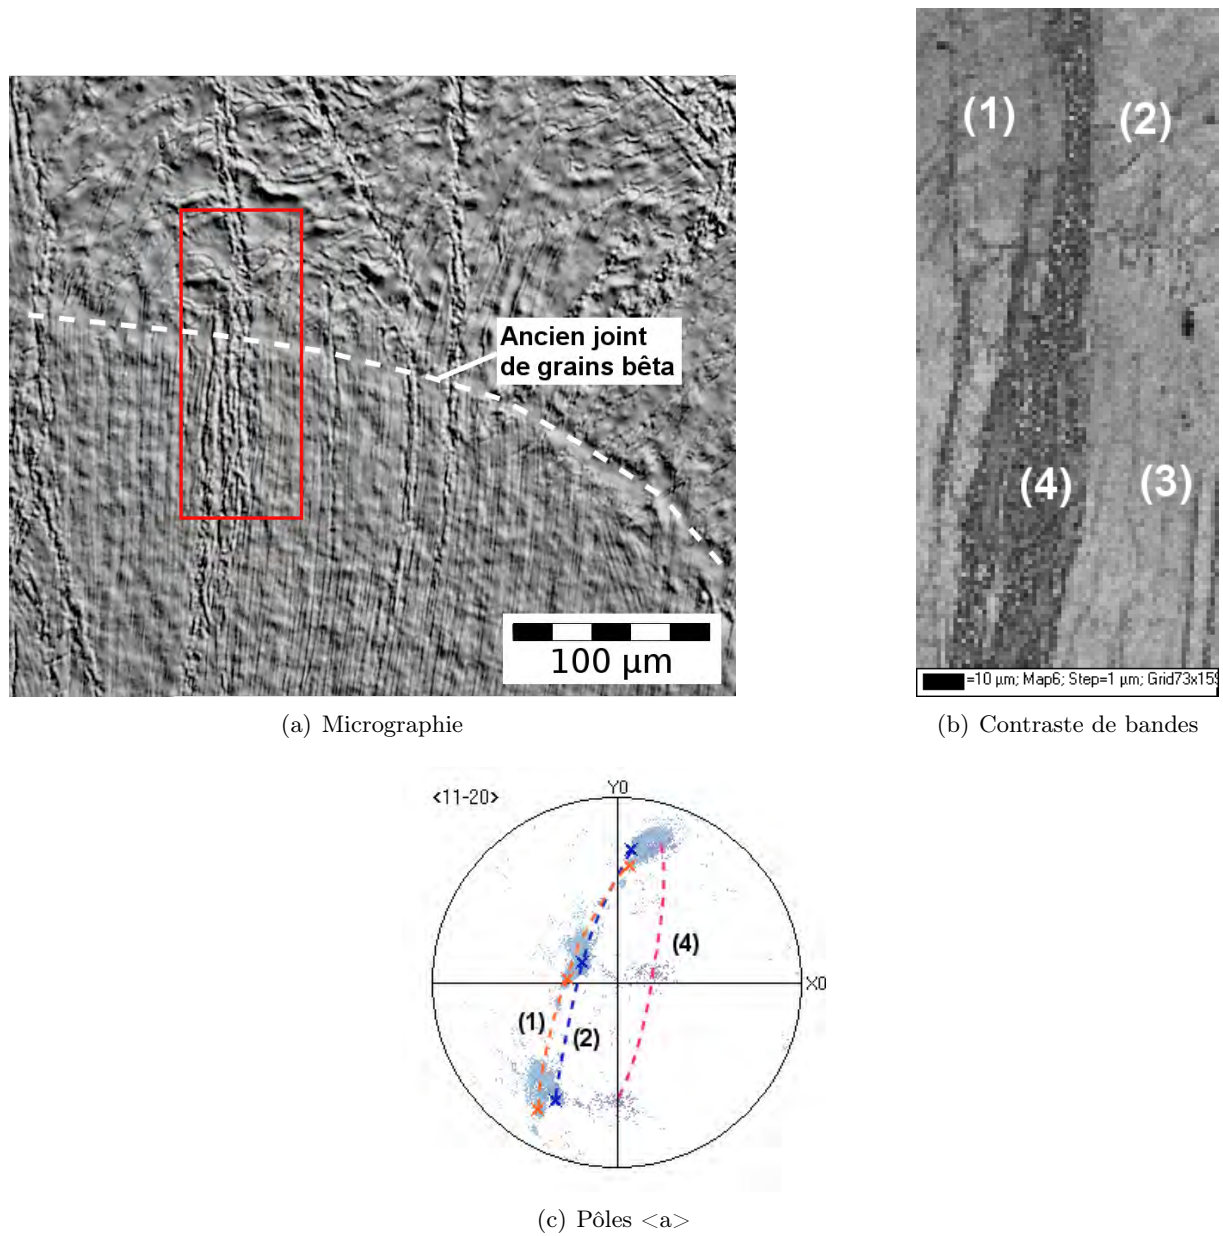 Ancien joint
de grains bêta
100 µm
(a) Micrographie
(1)
(2)
(4)
(3)
=10 µm; Map6; Step=1 µm; Grid73x159
(b) Contraste de bandes
<11-20>
Y0
X0
(4)
(1)
(2)
(c) Pôles <a>